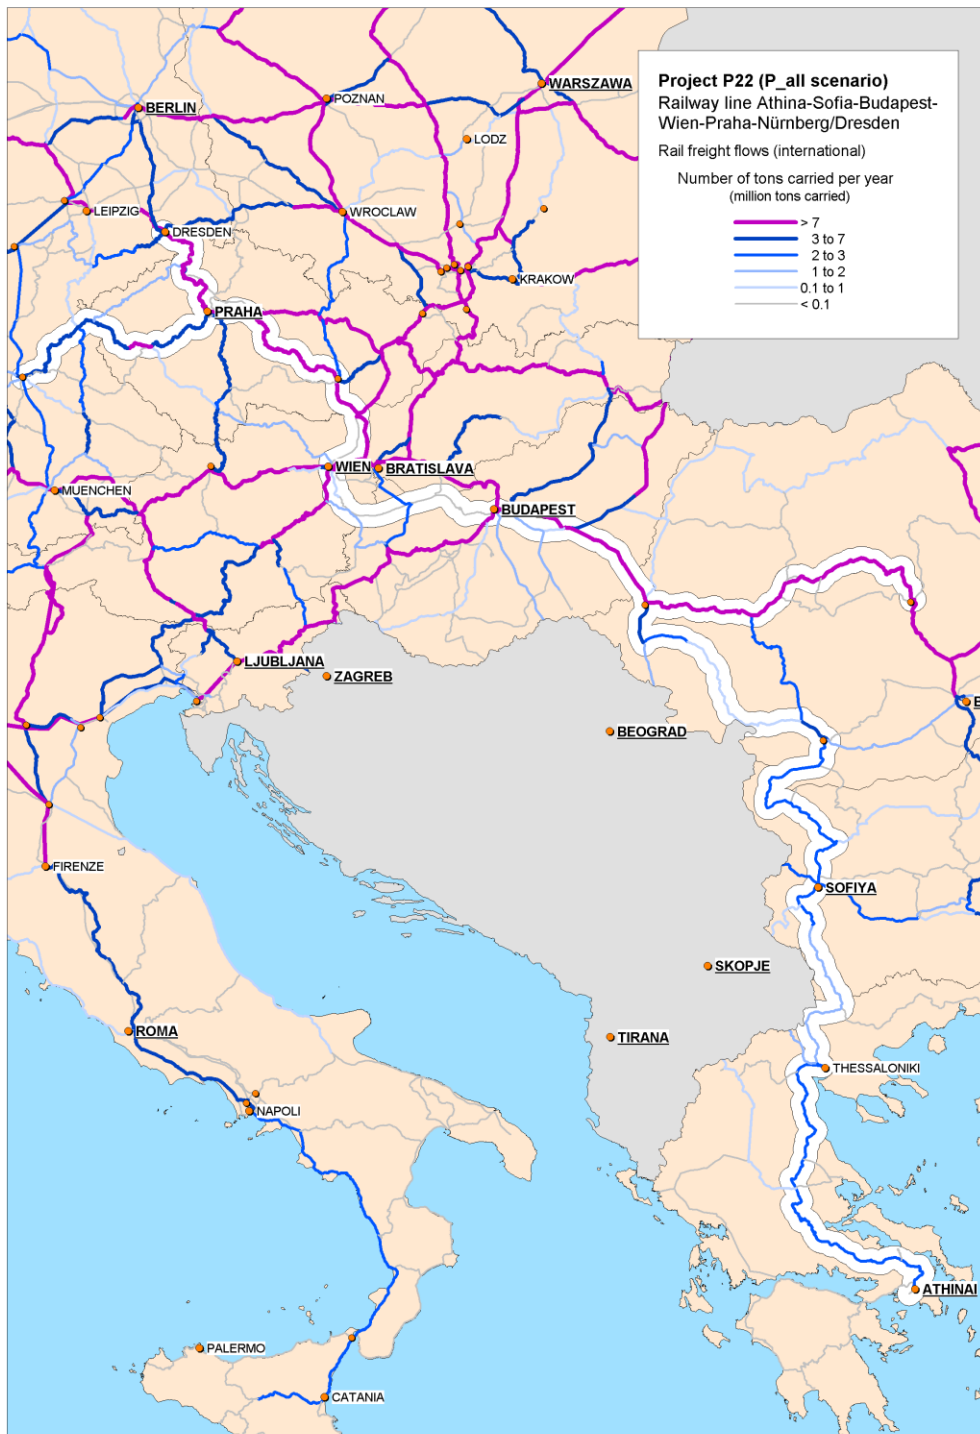 Project P22 (P_all scenario)
Railway line Athina-Sofia-Budapest-
Wien-Praha-Nürnberg/Dresden
Rail freight flows (international)
Number of tons carried per year
(million tons carried)
> 7
3 to 7
2 to 3
1 to 2
0.1 to 1
< 0.1
WARSZAWA
POZNAN
BERLIN
LODZ
LEIPZIG
WROCLAW
DRESDEN
KRAKOW
PRAHA
WIEN
BRATISLAVA
MUENCHEN
BUDAPEST
LJUBLJANA
ZAGREB
B
BEOGRAD
FIRENZE
SOFIYA
SKOPJE
ROMA
TIRANA
THESSALONIKI
NAPOLI
ATHINAI
PALERMO
CATANIA